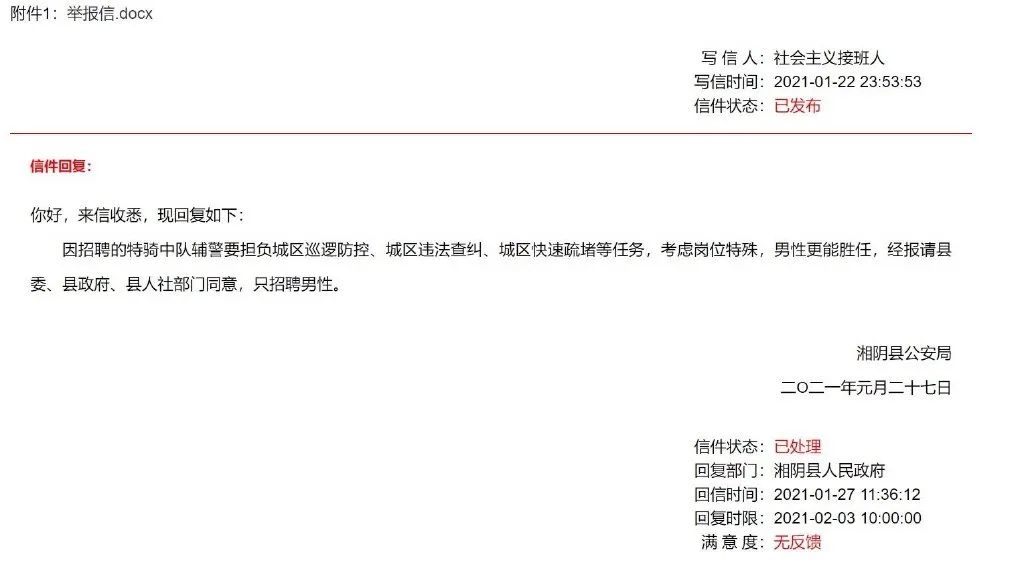 附件1：举报信.docx
写 信 人：社会主义接班人
写信时间：2021-01-22 23:53:53
信件状态：已发布
信件回复：
你好，来信收悉，现回复如下：
因招聘的特骑中队辅警要担负城区巡逻防控、城区违法查纠、城区快速疏堵等任务，考虑岗位特殊，男性更能胜任，经报请县
委、县政府、县人社部门同意，只招聘男性。
湘阴县公安局
二O二一年元月二十七日
信件状态：已处理
回复部门：湘阴县人民政府
回信时间：2021-01-27 11:36:12
回复时限：2021-02-03 10:00:00
满 意 度：无反馈